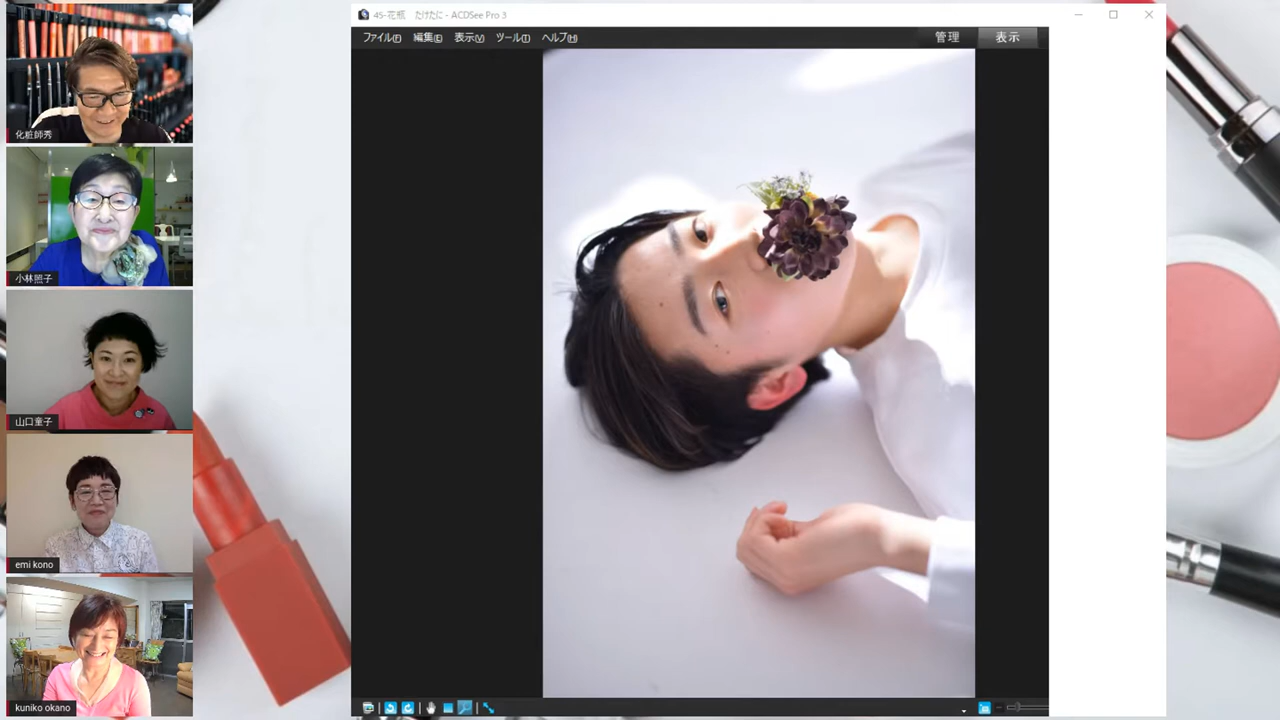 化粧師秀
小林照子
山口童子
emi kono
kuniko okano
45-花瓶　たけたに - ACDSee Pro 3
ファイル(F) 編集(E) 表示(V) ツール(T) ヘルプ(H)
管理 表示